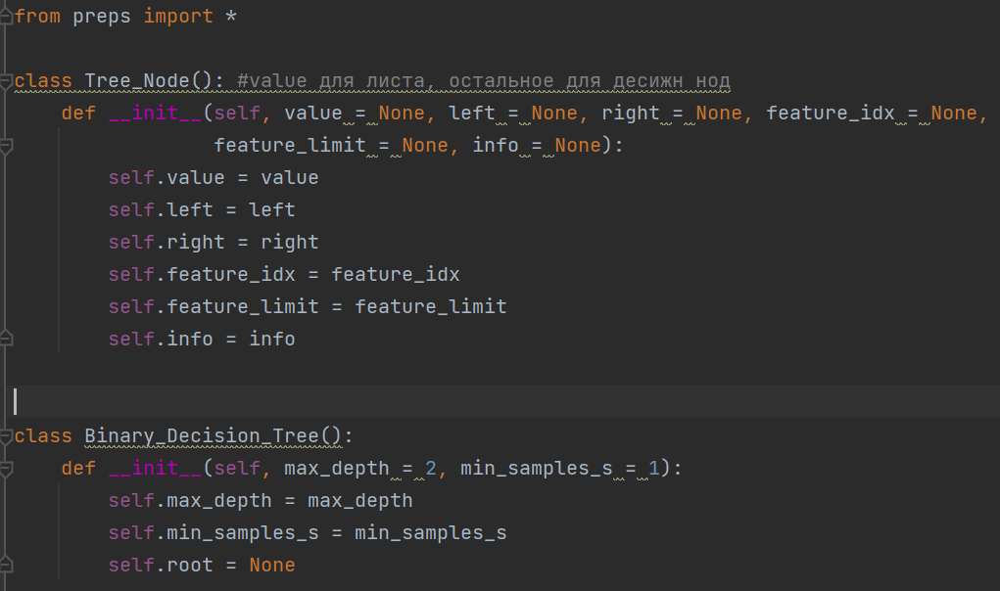 from preps import *
class Tree_Node(): #value для листа, остальное для десижн нод
    def __init__(self, value = None, left = None, right = None, feature_idx = None,
                 feature_limit = None, info = None):
        self.value = value
        self.left = left
        self.right = right
        self.feature_idx = feature_idx
        self.feature_limit = feature_limit
        self.info = info
class Binary_Decision_Tree():
    def __init__(self, max_depth = 2, min_samples_s = 1):
        self.max_depth = max_depth
        self.min_samples_s = min_samples_s
        self.root = None